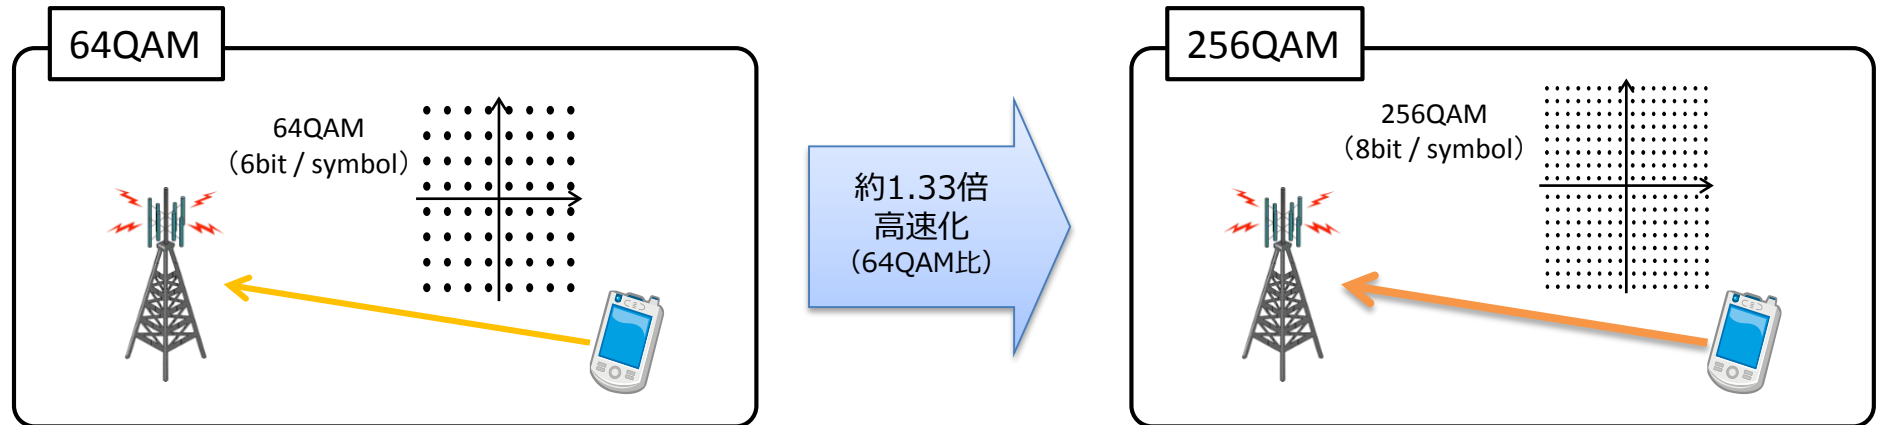 64QAM
64QAM
（6bit / symbol）
約1.33倍
高速化
（64QAM比）
256QAM
256QAM
（8bit / symbol）